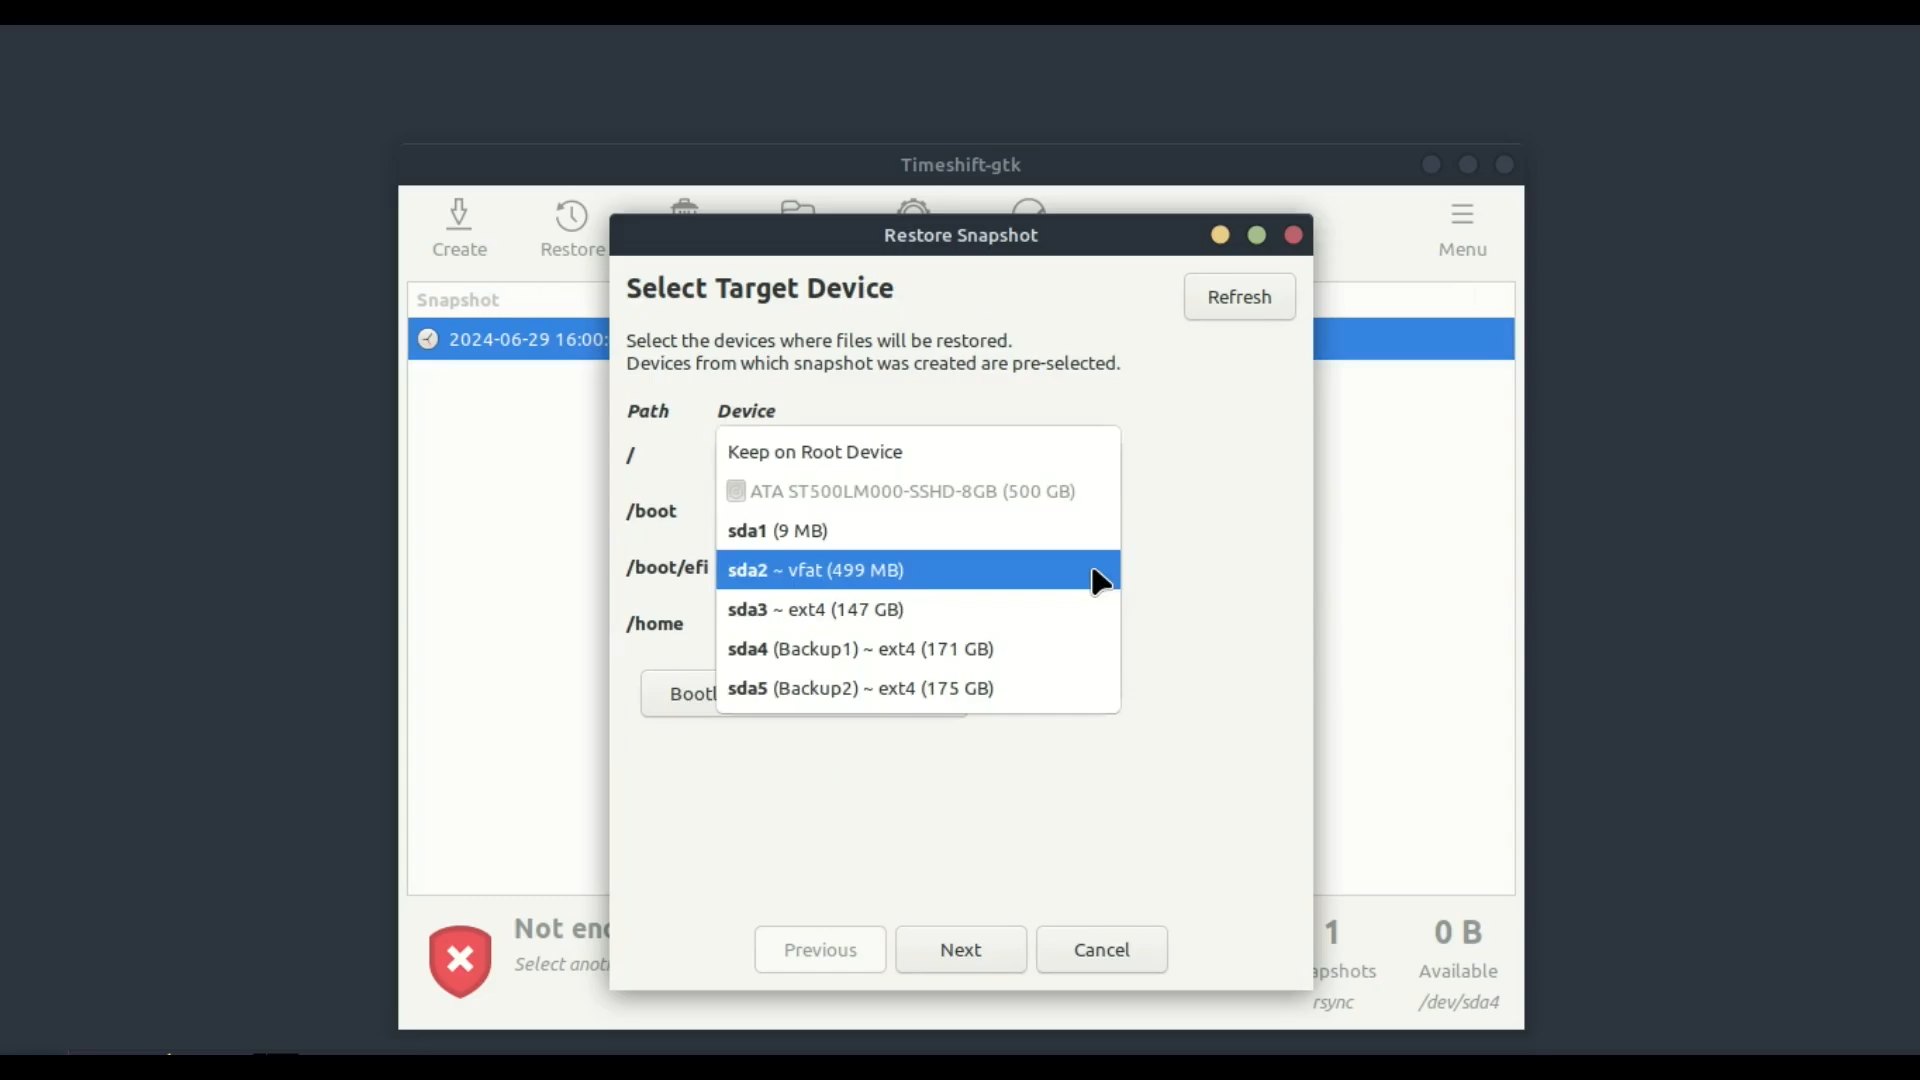 Timeshift-gtk
Create
Restore
Menu
Restore Snapshot
Select Target Device
Refresh
Snapshot
2024-06-29 16:00:
Select the devices where files will be restored.
Devices from which snapshot was created are pre-selected.
Path Device
/
Keep on Root Device
ATA ST500LM000-SSHD-8GB (500 GB)
/boot
sda1 (9 MB)
/boot/efi
sda2 ~ vfat (499 MB)
sda3 ~ ext4 (147 GB)
/home
sda4 (Backup1) ~ ext4 (171 GB)
sda5 (Backup2) ~ ext4 (175 GB)
Not
Select
Previous
Next
Cancel
1
0 B
Available
rsync
/dev/sda4